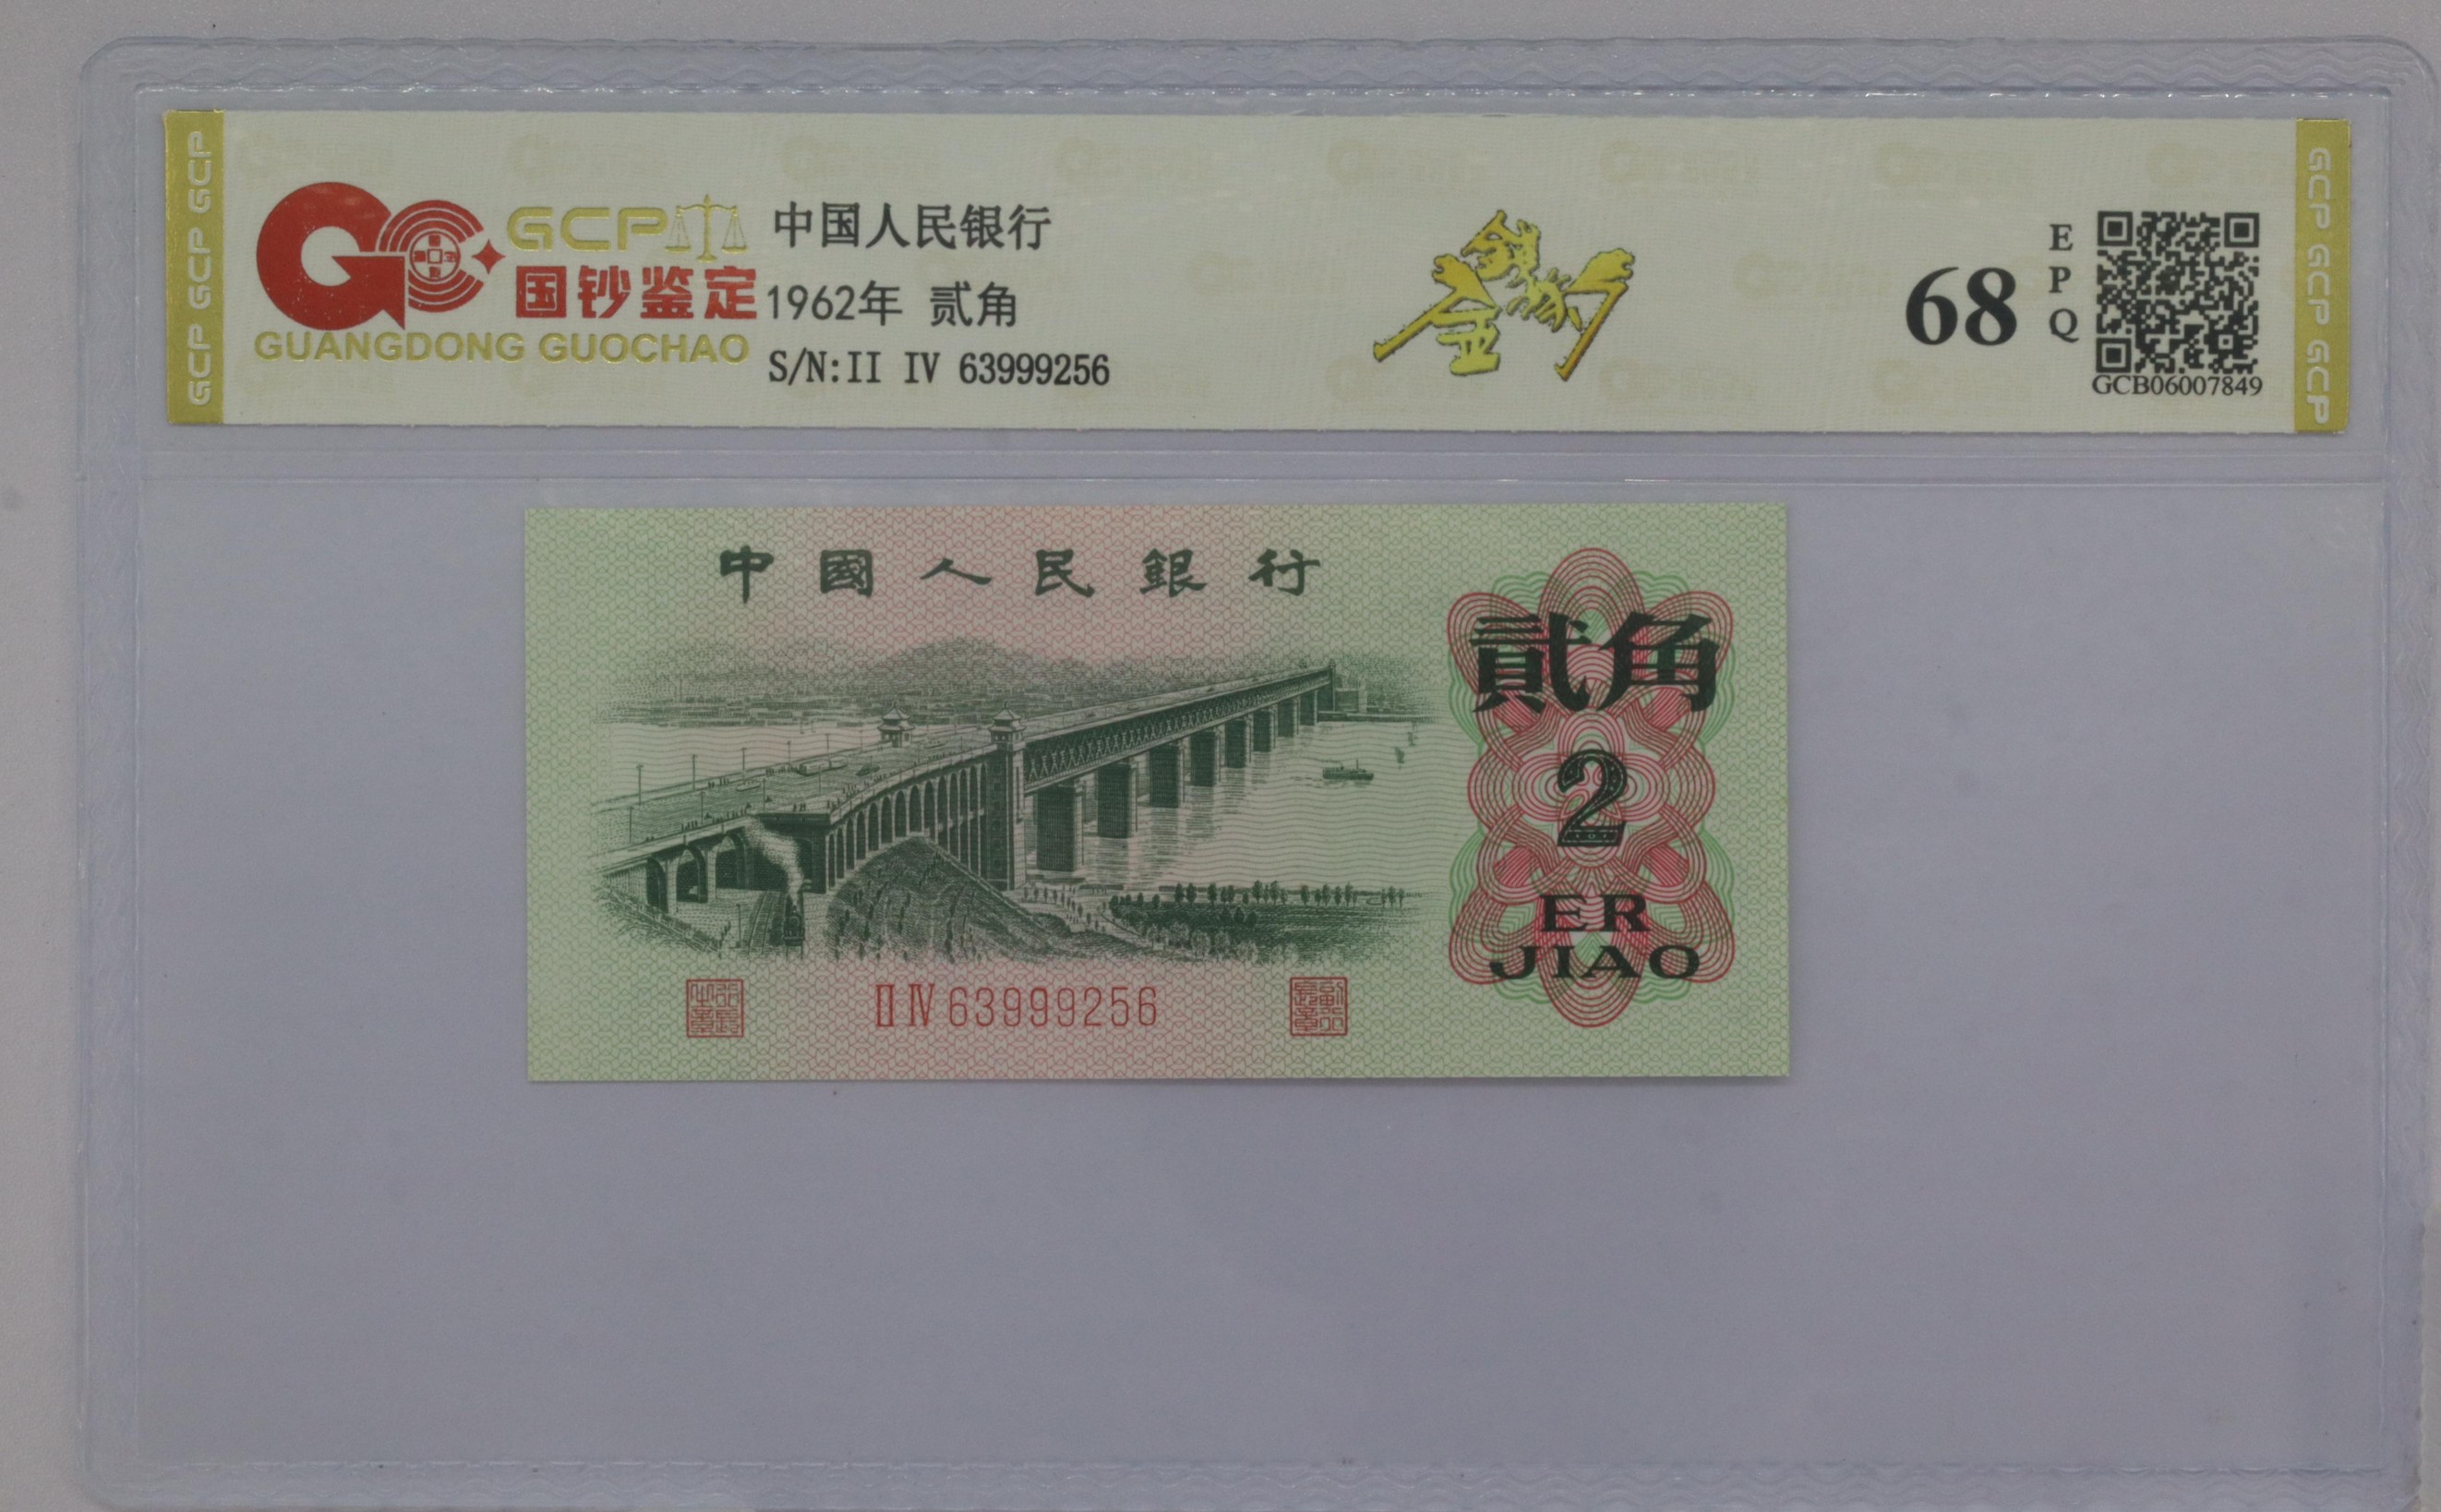 GCP GCP GCP
GCP
国钞鉴定
GUANGDONG GUOCHAO
中国人民银行
1962年 贰角
S/N:II IV 63999256
68
EPQ
GCB06007849
GCP GCP GCP
中國人民銀行
貳角
2
ER
JIAO
II IV 63999256